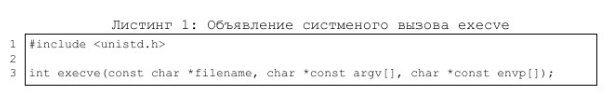 Листинг 1: Объявление систменого вызова execve
1 #include <unistd.h>
2
3 int execve(const char *filename, char *const argv[], char *const envp[]);